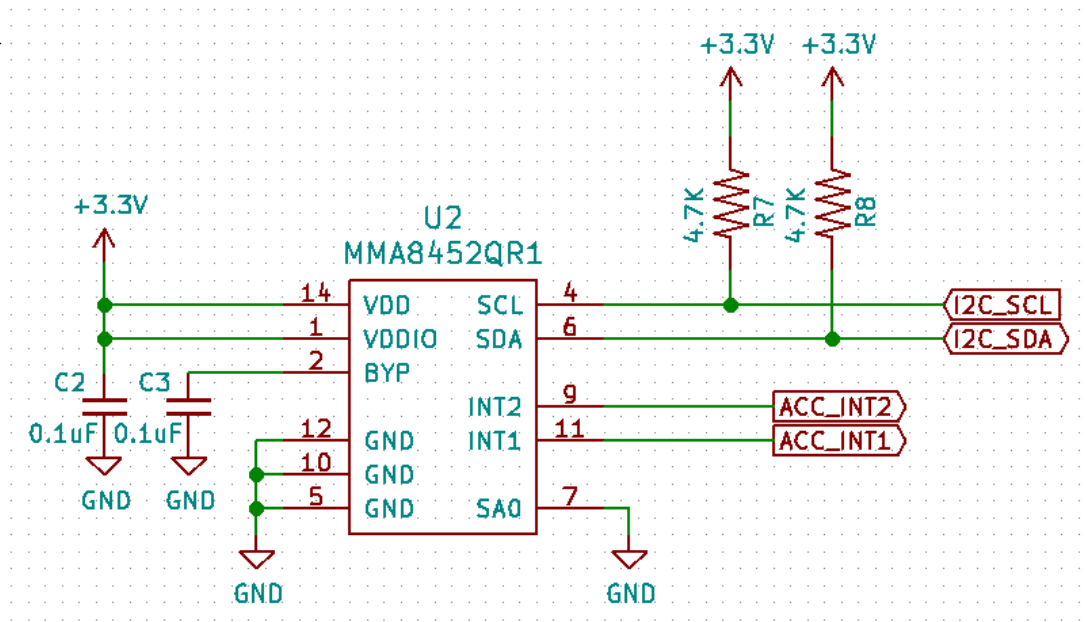 +3.3V +3.3V
4.7K R7 4.7K R8
+3.3V
U2
MMA8452QR1
14 VDD SCL 4 I2C_SCL
1 VDDIO SDA 6 I2C_SDA
2 BYP
C2 C3
INT2 9 ACC_INT2
0.1uF 0.1uF
12 GND INT1 11 ACC_INT1
10 GND
GND GND
5 GND SA0 7
GND GND